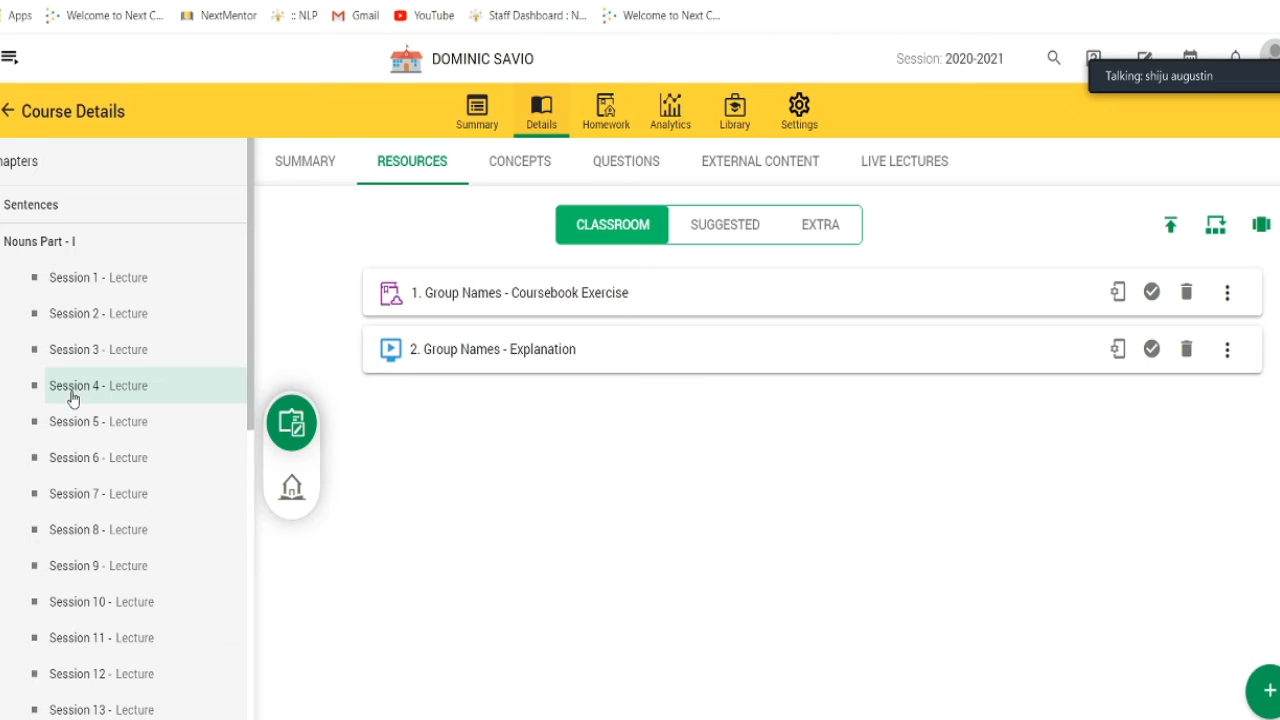 Apps
Welcome to Next C...
NextMentor
:: NLP
Gmail
YouTube
Staff Dashboard : N...
Welcome to Next C...
DOMINIC SAVIO
Session: 2020-2021
Talking: shiju augustin
Course Details
Summary
Details
Homework
Analytics
Library
Settings
hapters
SUMMARY
RESOURCES
CONCEPTS
QUESTIONS
EXTERNAL CONTENT
LIVE LECTURES
Sentences
Nouns Part - I
Session 1 - Lecture
Session 2 - Lecture
Session 3 - Lecture
Session 4 - Lecture
Session 5 - Lecture
Session 6 - Lecture
Session 7 - Lecture
Session 8 - Lecture
Session 9 - Lecture
Session 10 - Lecture
Session 11 - Lecture
Session 12 - Lecture
Session 13 - Lecture
CLASSROOM
SUGGESTED
EXTRA
1. Group Names - Coursebook Exercise
2. Group Names - Explanation